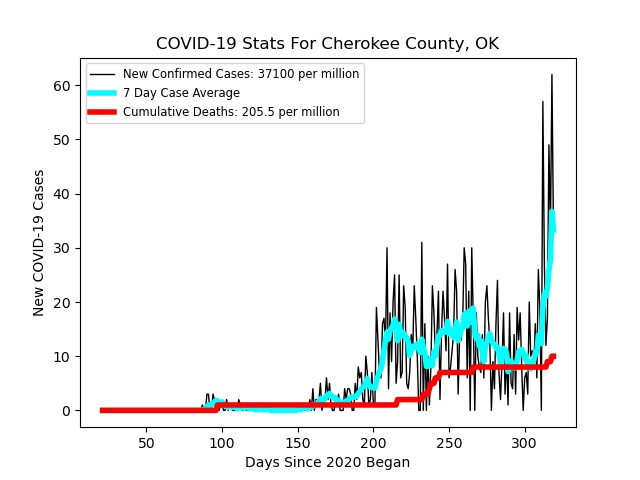 COVID-19 Stats For Cherokee County, OK
New Confirmed Cases: 37100 per million
7 Day Case Average
Cumulative Deaths: 205.5 per million
60
50
40
30
20
10
0
New COVID-19 Cases
50 100 150 200 250 300
Days Since 2020 Began